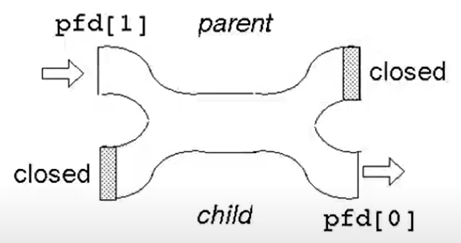 pfd[1]
parent
closed
closed
child
pfd[0]